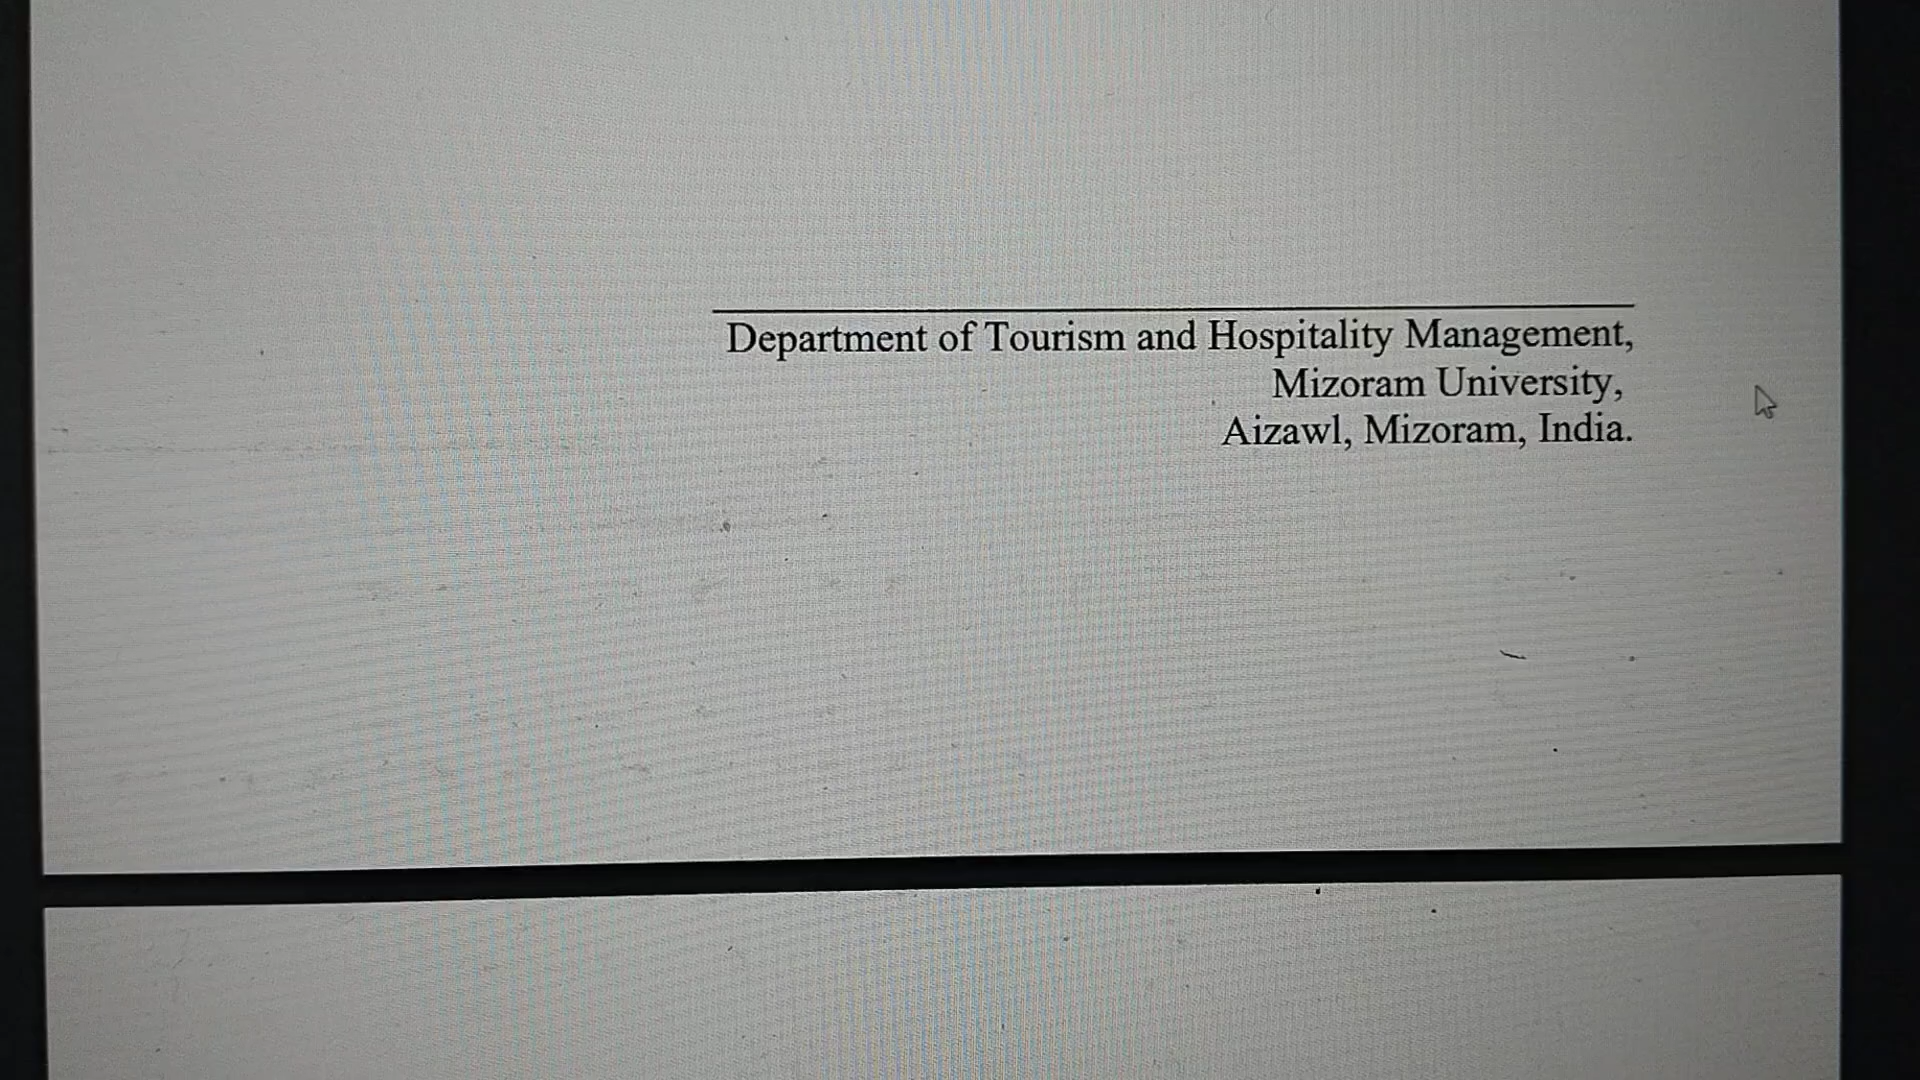 Department of Tourism and Hospitality Management,
Mizoram University,
Aizawl, Mizoram, India.